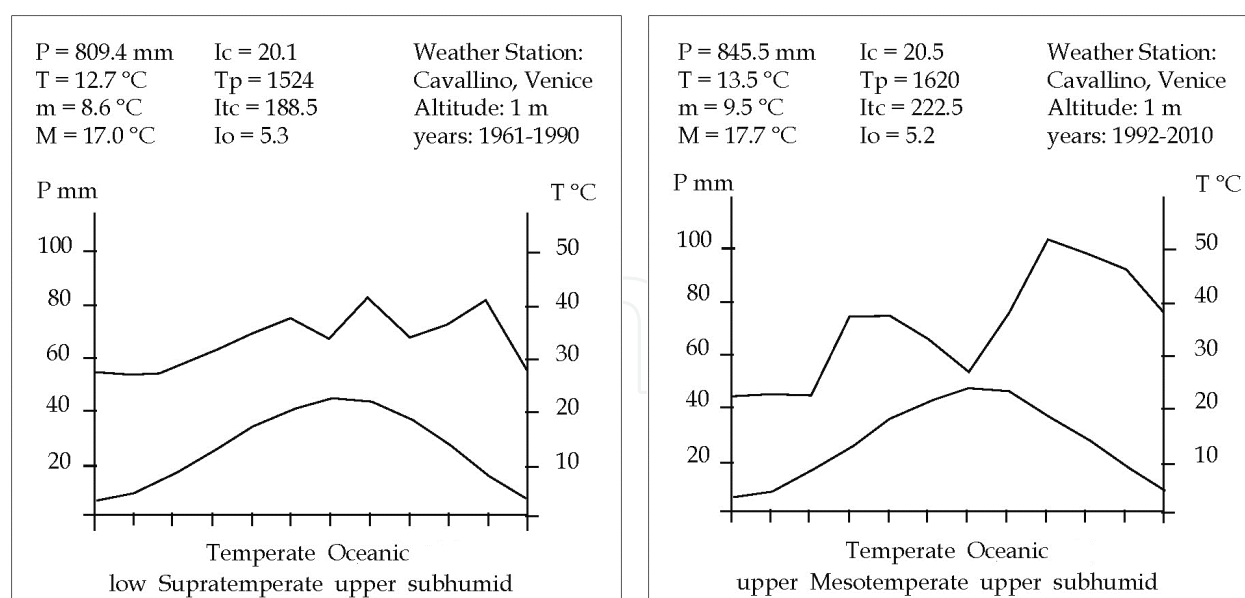 P = 809.4 mm Ic = 20.1 Weather Station:
T = 12.7 °C Tp = 1524 Cavallino, Venice
m = 8.6 °C Itc = 188.5 Altitude: 1 m
M = 17.0 °C Io = 5.3 years: 1961-1990
P mm T °C
100 50
80 40
60 30
40 20
20 10
Temperate Oceanic
low Supratemperate upper subhumid
P = 845.5 mm Ic = 20.5 Weather Station:
T = 13.5 °C Tp = 1620 Cavallino, Venice
m = 9.5 °C Itc = 222.5 Altitude: 1 m
M = 17.7 °C Io = 5.2 years: 1992-2010
P mm T °C
100 50
80 40
60 30
40 20
20 10
Temperate Oceanic
upper Mesotemperate upper subhumid